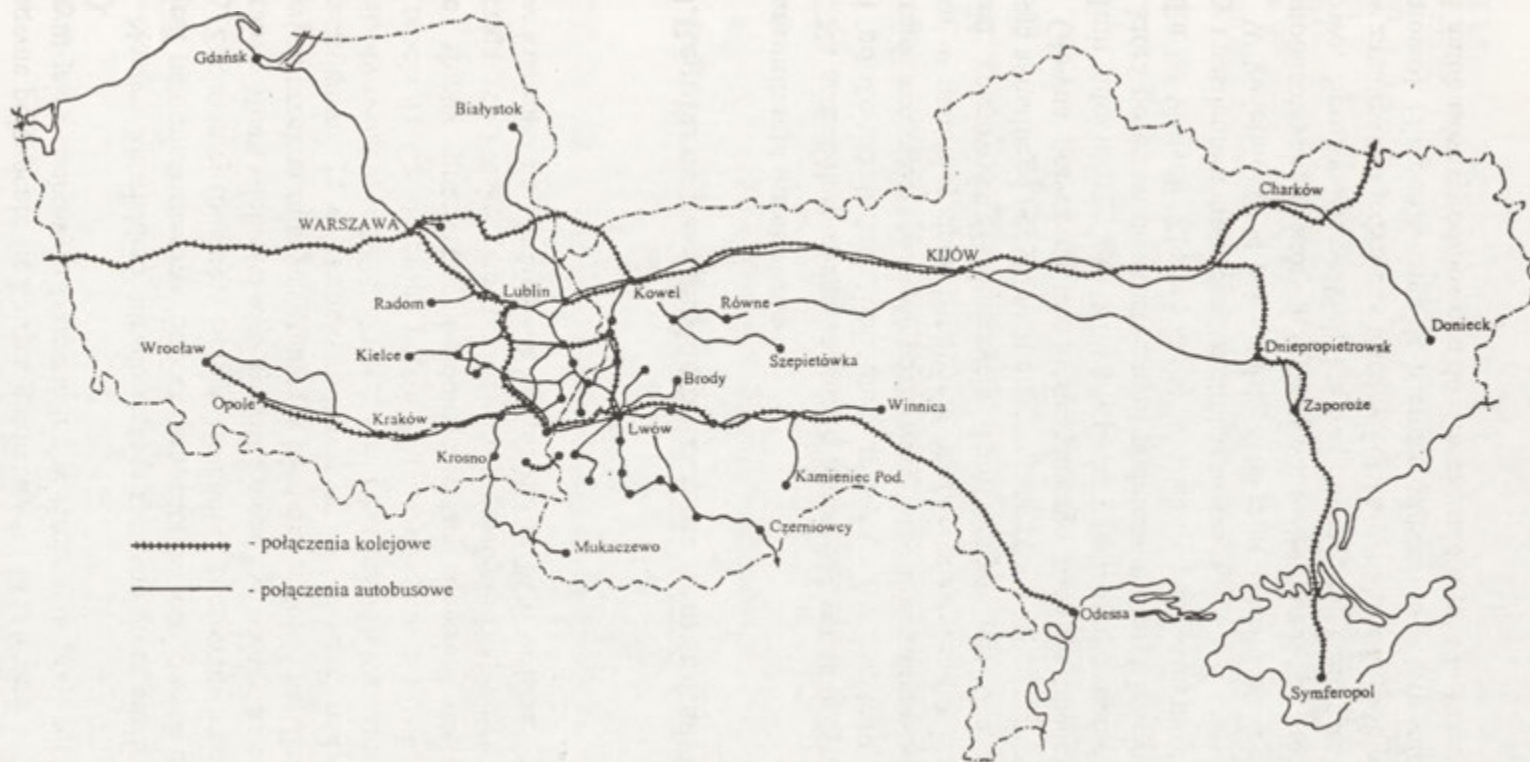 Gdańsk
Białystok
Charków
WARSZAWA
KIJÓW
Radom
Lublin
Kowel
Równe
Donieck
Wrocław
Kielce
Szepietówka
Dniepropietrowsk
Brody
Opole
Kraków
Winnica
Zaporoże
Lwów
Krosno
Kamieniec Pod.
Czerniowcy
- połączenia kolejowe
Mukaczewo
- połączenia autobusowe
Odessa
Symferopol